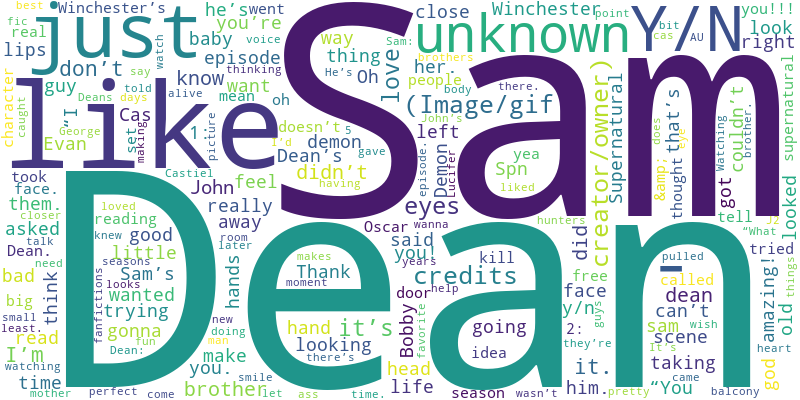 best
Winchester's
he's
went
close
Winchester
point
bit
you!!!
fic
real
lips
just
you're
baby
voice
Sam:
unknown
Y/N
cas
AU
look
right
watch
episode
way
brothers
don't
say
know
thinking
He's
thing
Oh
love
her.
people
guy
told
want
mean
oh
body
there.
character
caught
Deans
days
alive
like
Sam
(Image/gif
creator/owner)
Supernatural
that's
couldn't
supernatural
"I
George
Cas
set
making
1.
picture
doesn't
5
John's
left
does
eye
Watching
brother.
Evan
I'd
demon
gave
yea
thought
&amp;
took
Castiel
Dean's
didn't
episode.
Demon
Lucifer
Spn
liked
got
looked
face.
John
feel
having
them.
closer
loved
really
eyes
hunters
tell
J2
asked
reading
away
Oscar
wanna
said
did
"What
talk
knew
good
room
later
you!
tried
Dean.
need
seasons
little
hands
makes
years
kill
pulled
things
think
fanfictions
looks
Sam's
Thank
credits
free
called
amazing!
bad
wanted
moment
door
help
face
dean
old
big
trying
new
hand
it's
Bobby
favorite
y/n
guys
can't
small
least.
gonna
doing
going
2:
sam
wish
read
Dean:
fun
man
looking
idea
they're
scene
It's
god
heart
I'm
make
there's
head
it.
taking
watching
you.
smile
life
him.
came
time
brother
season
wasn't
pretty
"You
mother
perfect
come
let
ass
time.
balcony
Dean